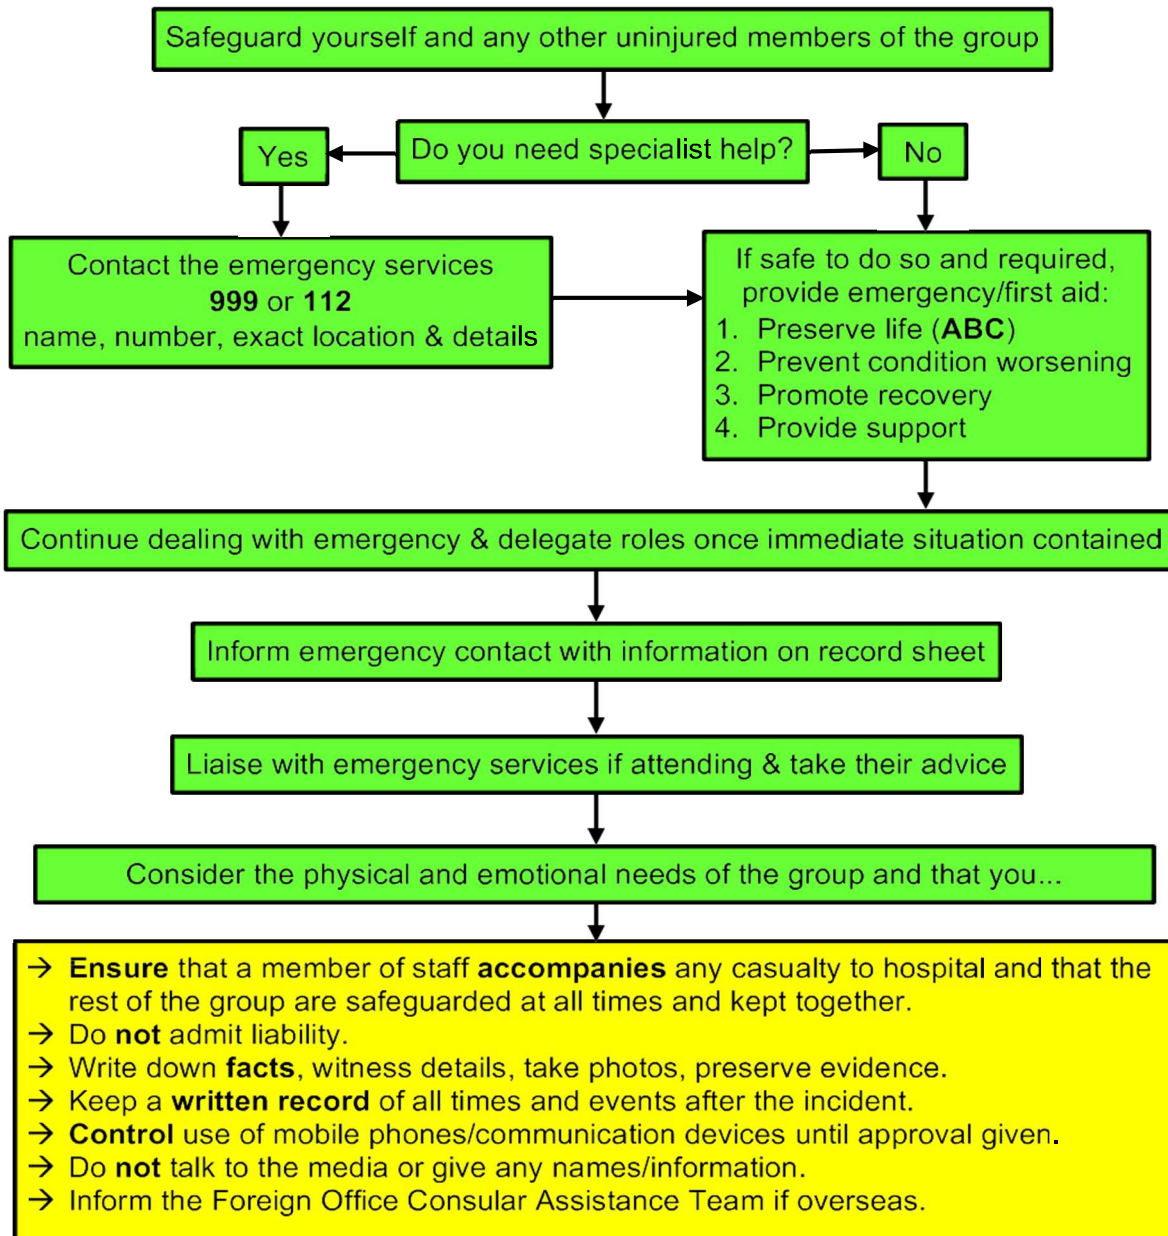 Safeguard yourself and any other uninjured members of the group
Do you need specialist help?
Yes
No
Contact the emergency services
999 or 112
name, number, exact location & details
If safe to do so and required,
provide emergency/first aid:
1. Preserve life (ABC)
2. Prevent condition worsening
3. Promote recovery
4. Provide support
Continue dealing with emergency & delegate roles once immediate situation contained
Inform emergency contact with information on record sheet
Liaise with emergency services if attending & take their advice
Consider the physical and emotional needs of the group and that you...
→ Ensure that a member of staff accompanies any casualty to hospital and that the
rest of the group are safeguarded at all times and kept together.
→ Do not admit liability.
→ Write down facts, witness details, take photos, preserve evidence.
→ Keep a written record of all times and events after the incident.
→ Control use of mobile phones/communication devices until approval given.
→ Do not talk to the media or give any names/information.
→ Inform the Foreign Office Consular Assistance Team if overseas.